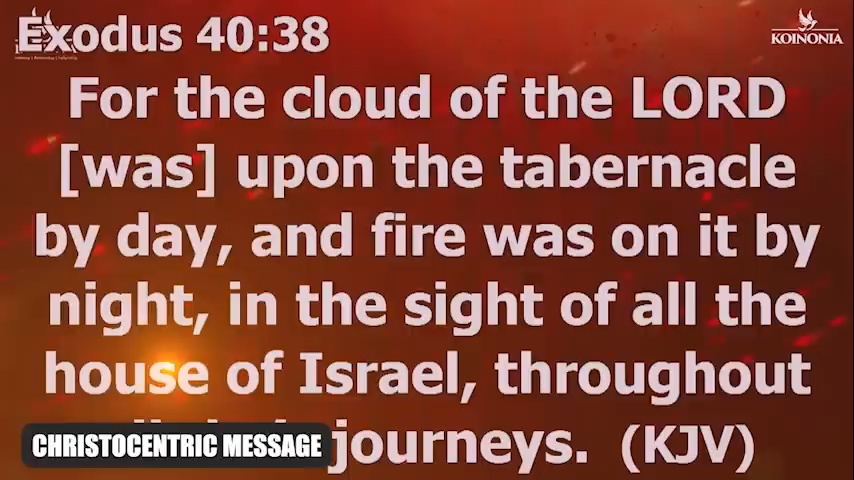 Exodus 40:38
KOINONIA
For the cloud of the LORD
[was] upon the tabernacle
by day, and fire was on it by
night, in the sight of all the
house of Israel, throughout
journeys. (KJV)
CHRISTOCENTRIC MESSAGE